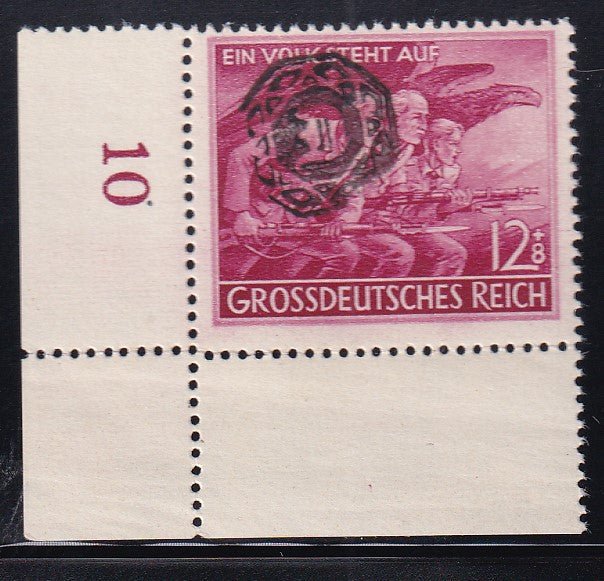 EIN VOLK STEHT AUF
10
12+8
GROSSDEUTSCHES REICH